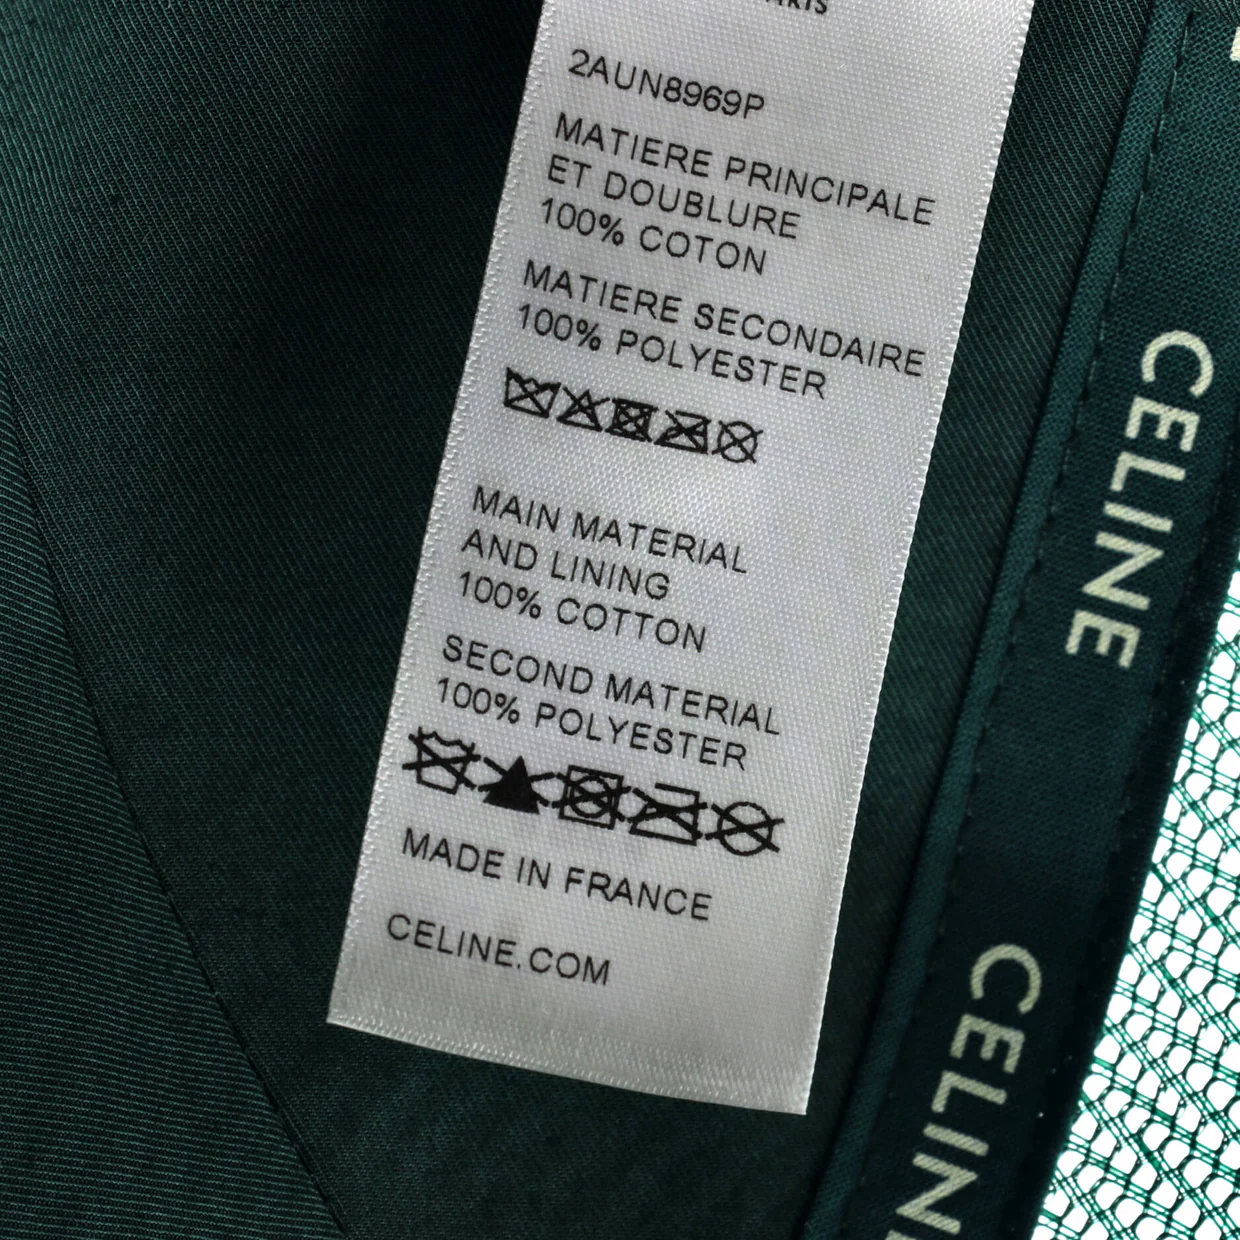 PARIS
2AUN8969P
MATIERE PRINCIPALE
ET DOUBLURE
100% COTON
MATIERE SECONDAIRE
100% POLYESTER
MAIN MATERIAL
AND LINING
100% COTTON
SECOND MATERIAL
100% POLYESTER
MADE IN FRANCE
CELINE.COM
CELINE
CELINE